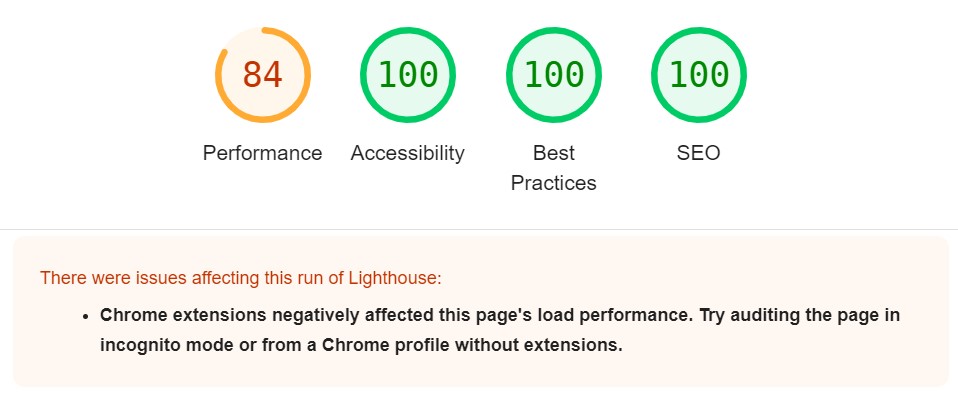 84
100
100
100
Performance
Accessibility
Best
Practices
SEO
There were issues affecting this run of Lighthouse:
• Chrome extensions negatively affected this page's load performance. Try auditing the page in
incognito mode or from a Chrome profile without extensions.